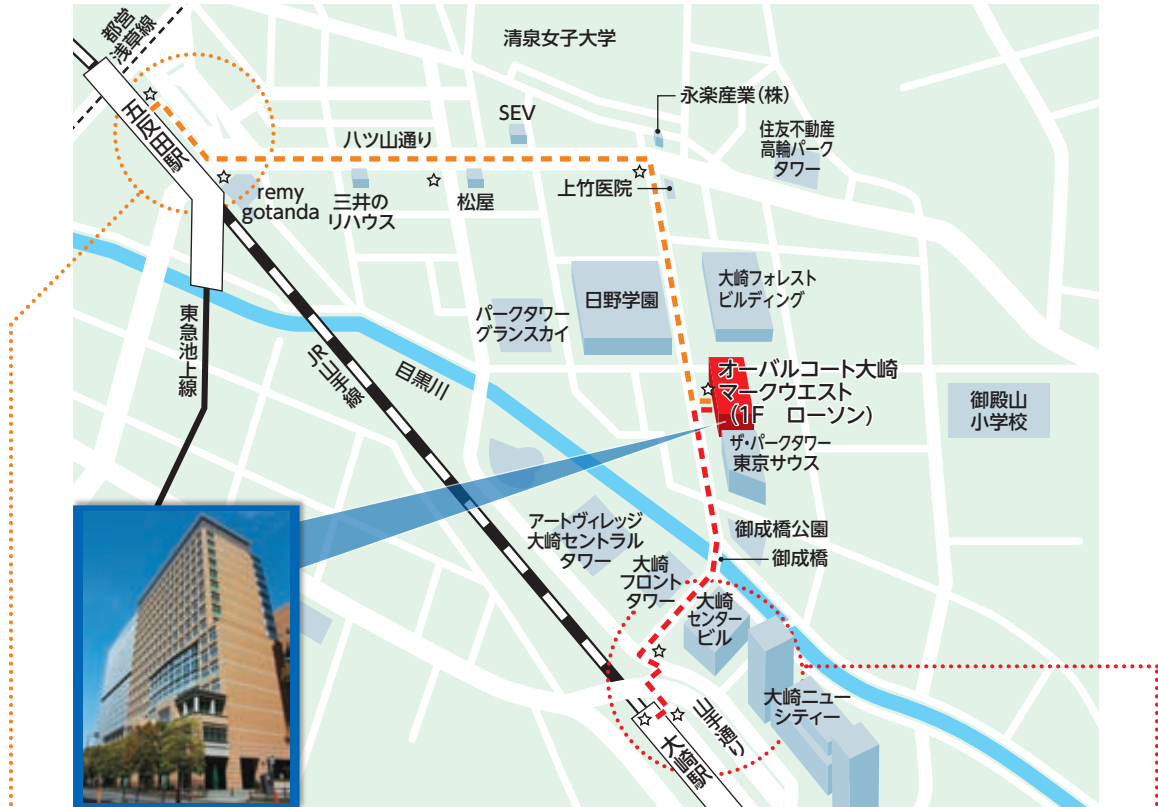 都営
浅草線
清泉女子大学
五反田駅
SEV
永楽産業(株)
八ツ山通り
住友不動産
高輪パーク
タワー
remy
gotanda
三井の
リハウス
松屋
上竹医院
東急池上線
JR山手線
目黒川
パークタワー
グランスカイ
日野学園
大崎フォレスト
ビルディング
オーバルコート大崎
マークウエスト
(1F ローソン)
御殿山
小学校
ザ・パークタワー
東京サウス
アートヴィレッジ
大崎セントラル
タワー
御成橋公園
御成橋
大崎
フロント
タワー
大崎
センター
ビル
大崎ニュー
シティー
山手通り
大崎駅